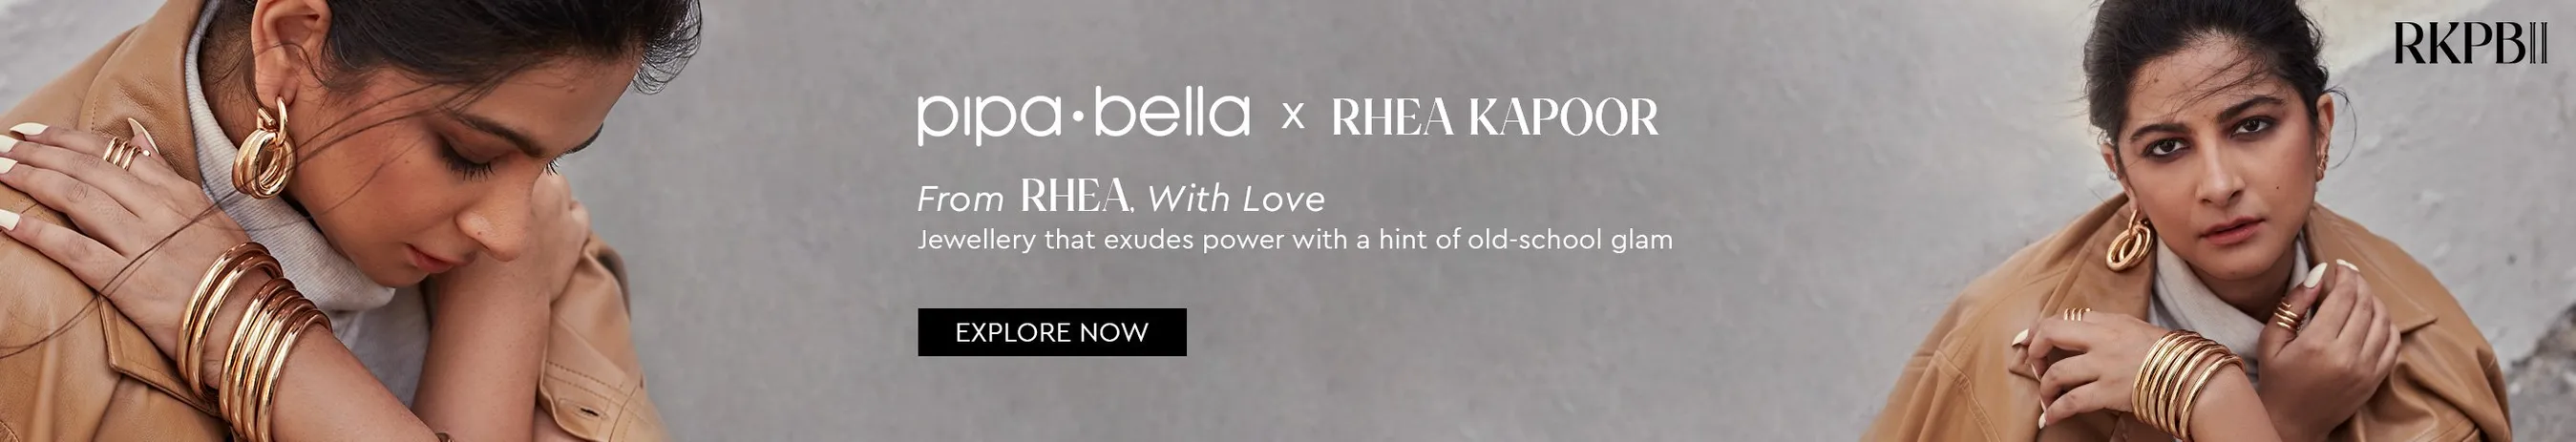 pipa•bella x RHEA KAPOOR
RKPBII
From RHEA, With Love
Jewellery that exudes power with a hint of old-school glam
EXPLORE NOW